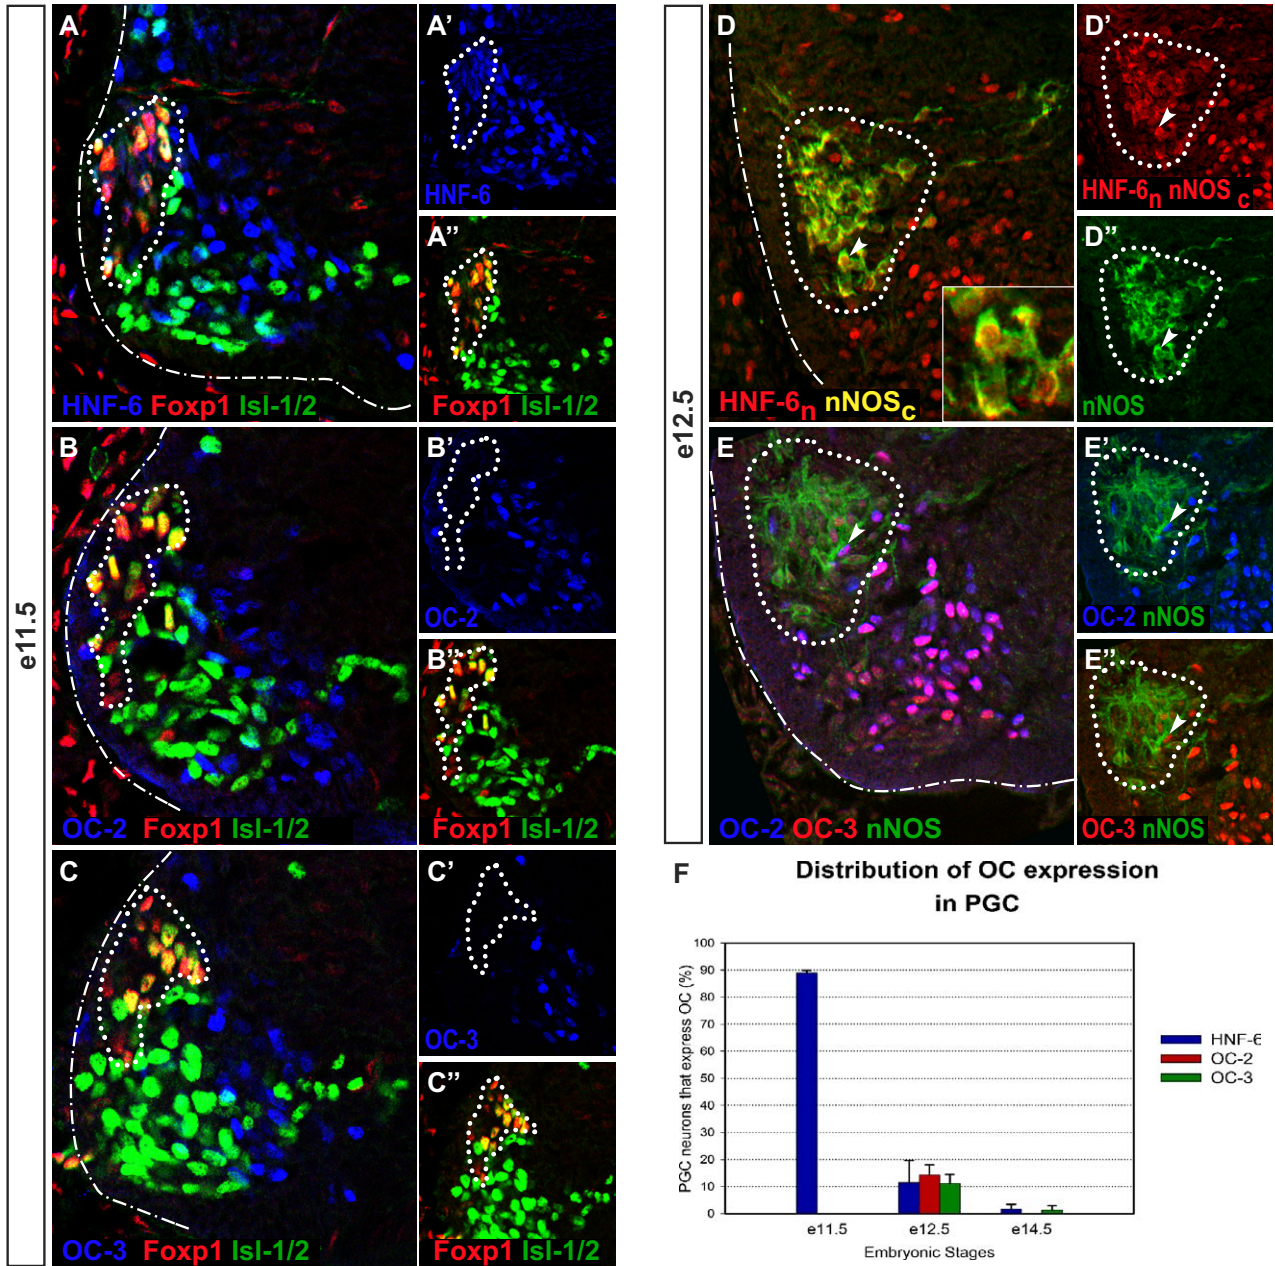 e11.5
A
HNF-6 Foxp1 Isl-1/2
A'
HNF-6
A''
Foxp1 Isl-1/2
B
OC-2 Foxp1 Isl-1/2
B'
OC-2
B''
Foxp1 Isl-1/2
C
OC-3 Foxp1 Isl-1/2
C'
OC-3
C''
Foxp1 Isl-1/2
e12.5
D
HNF-6n nNOSc
D'
HNF-6n nNOS c
D''
nNOS
E
OC-2 OC-3 nNOS
E'
OC-2 nNOS
E''
OC-3 nNOS
F
Distribution of OC expression
in PGC
PGC neurons that express OC (%)
100
90
80
70
60
50
40
30
20
10
0
e11.5 e12.5 e14.5
Embryonic Stages
HNF-6
OC-2
OC-3